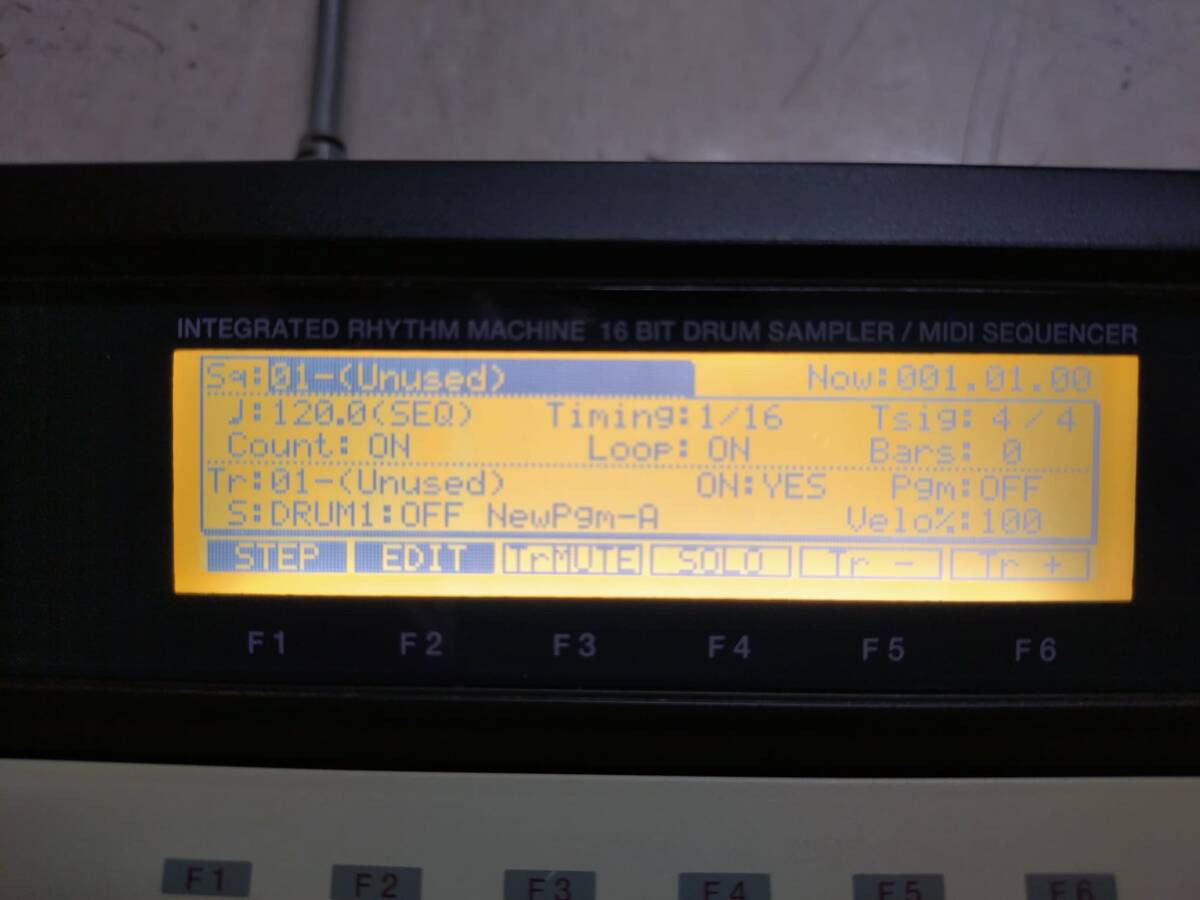 INTEGRATED RHYTHM MACHINE 16 BIT DRUM SAMPLER / MIDI SEQUENCER
Sq:01-(Unused) Now:001.01.00
♩:120.0(SEQ) Timing:1/16 Tsig: 4/4
Count: ON Loop: ON Bars: 0
Tr:01-(Unused) ON:YES Pgm:OFF
S:DRUM1:OFF NewPgm-A Velo%:100
STEP EDIT TrMUTE SOLO Tr - Tr +
F1 F2 F3 F4 F5 F6
F1 F2 F3 F4 F5 F6